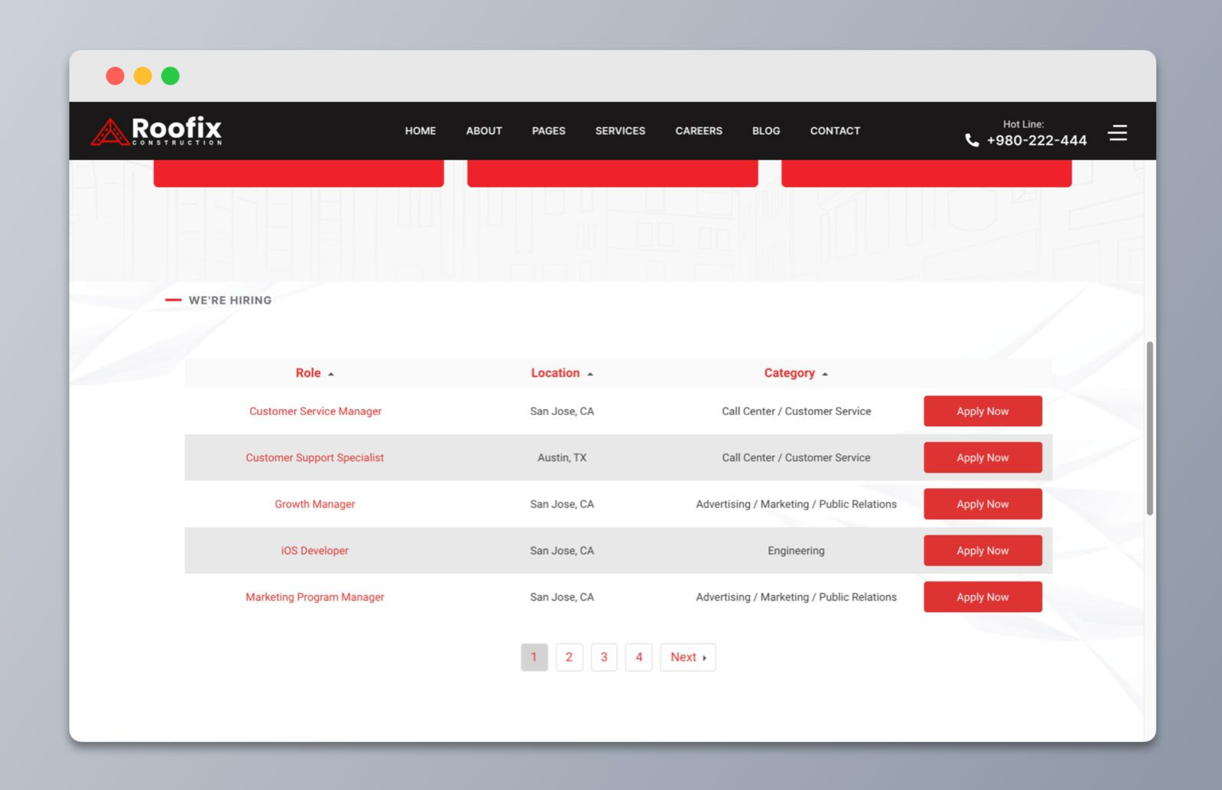 Roofix
CONSTRUCTION
HOME ABOUT PAGES SERVICES CAREERS BLOG CONTACT
Hot Line:
+980-222-444
WE'RE HIRING
Role Location Category
Customer Service Manager San Jose, CA Call Center / Customer Service Apply Now
Customer Support Specialist Austin, TX Call Center / Customer Service Apply Now
Growth Manager San Jose, CA Advertising / Marketing / Public Relations Apply Now
iOS Developer San Jose, CA Engineering Apply Now
Marketing Program Manager San Jose, CA Advertising / Marketing / Public Relations Apply Now
1 2 3 4 Next